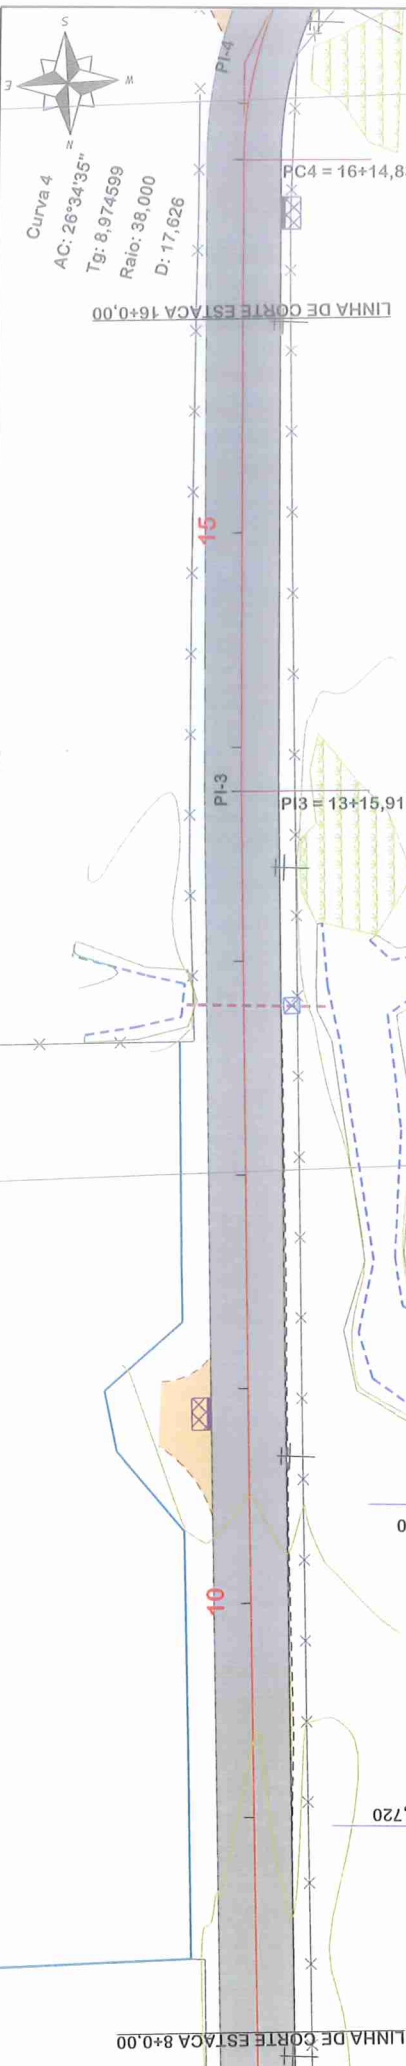 S
E
W
N
PI-4
Curva 4
AC: 26°34'35"
Tg: 8,974599
Raio: 38,000
D: 17,626
PC4 = 16+14,8
LINHA DE CORTE ESTACA 16+0,00
15
PI-3
PI3 = 13+15,91
0
10
,720
LINHA DE CORTE ESTACA 8+0,00